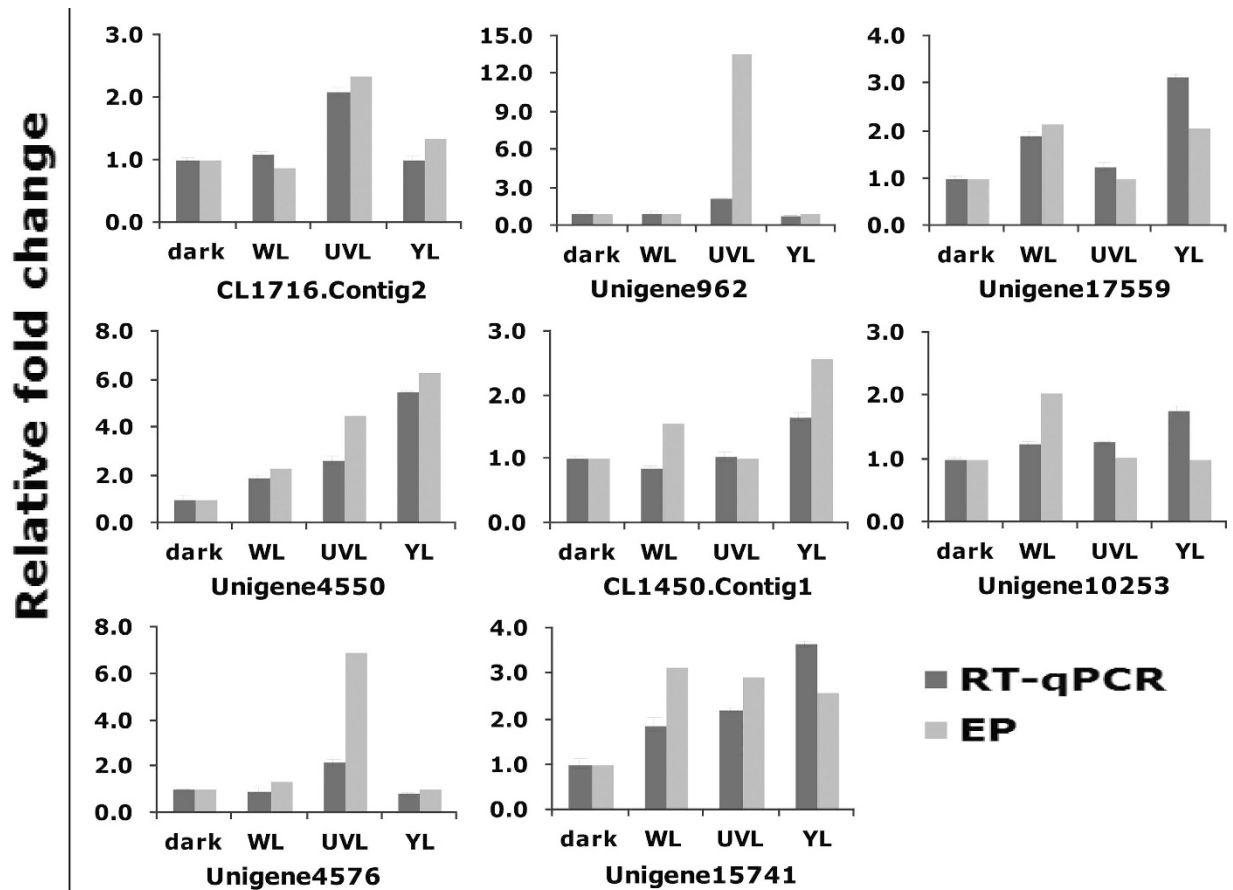 Relative fold change
3.0
2.0
1.0
0.0
dark WL UVL YL
CL1716.Contig2
15.0
12.0
9.0
6.0
3.0
0.0
dark WL UVL YL
Unigene962
4.0
3.0
2.0
1.0
0.0
dark WL UVL YL
Unigene17559
8.0
6.0
4.0
2.0
0.0
dark WL UVL YL
Unigene4550
3.0
2.0
1.0
0.0
dark WL UVL YL
CL1450.Contig1
3.0
2.0
1.0
0.0
dark WL UVL YL
Unigene10253
8.0
6.0
4.0
2.0
0.0
dark WL UVL YL
Unigene4576
4.0
3.0
2.0
1.0
0.0
dark WL UVL YL
Unigene15741
RT-qPCR
EP